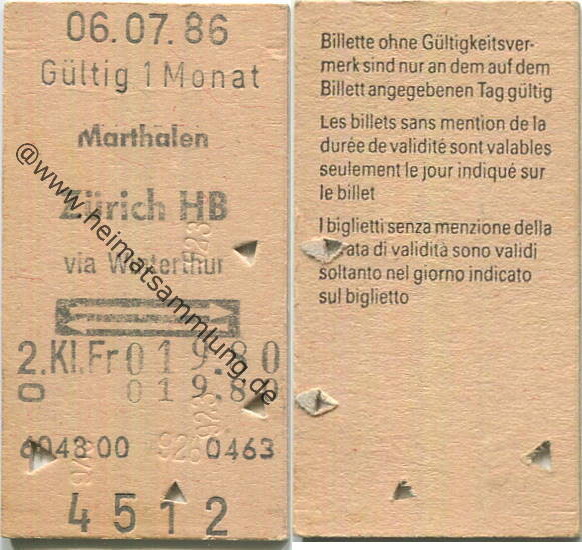 06.07.86
Gültig 1 Monat
Marthalen
Zürich HB
via Winterthur
2.Kl.Fr 019.80
0 019.80
604800 0463
4512
@www.heimatsammlung.de
Billette ohne Gültigkeitsver-
merk sind nur an dem auf dem
Billett angegebenen Tag gültig
Les billets sans mention de la
durée de validité sont valables
seulement le jour indiqué sur
le billet
I biglietti senza menzione della
rata di validità sono validi
soltanto nel giorno indicato
sul biglietto